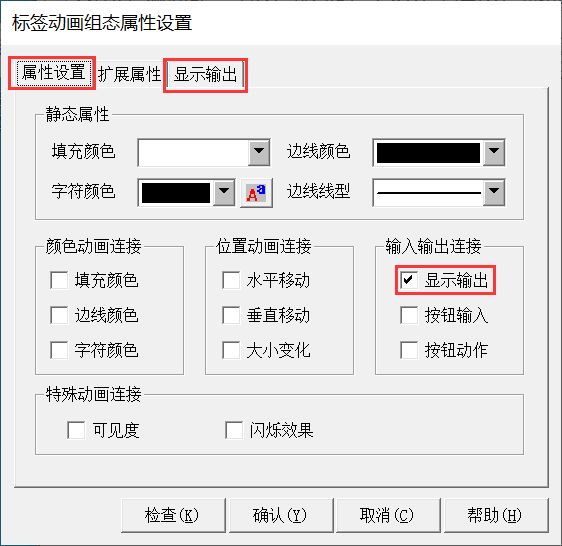 标签动画组态属性设置
属性设置 扩展属性 显示输出
静态属性
填充颜色 边线颜色
字符颜色 Aa 边线线型
颜色动画连接 位置动画连接 输入输出连接
填充颜色 水平移动 显示输出
边线颜色 垂直移动 按钮输入
字符颜色 大小变化 按钮动作
特殊动画连接
可见度 闪烁效果
检查(K) 确认(Y) 取消(C) 帮助(H)